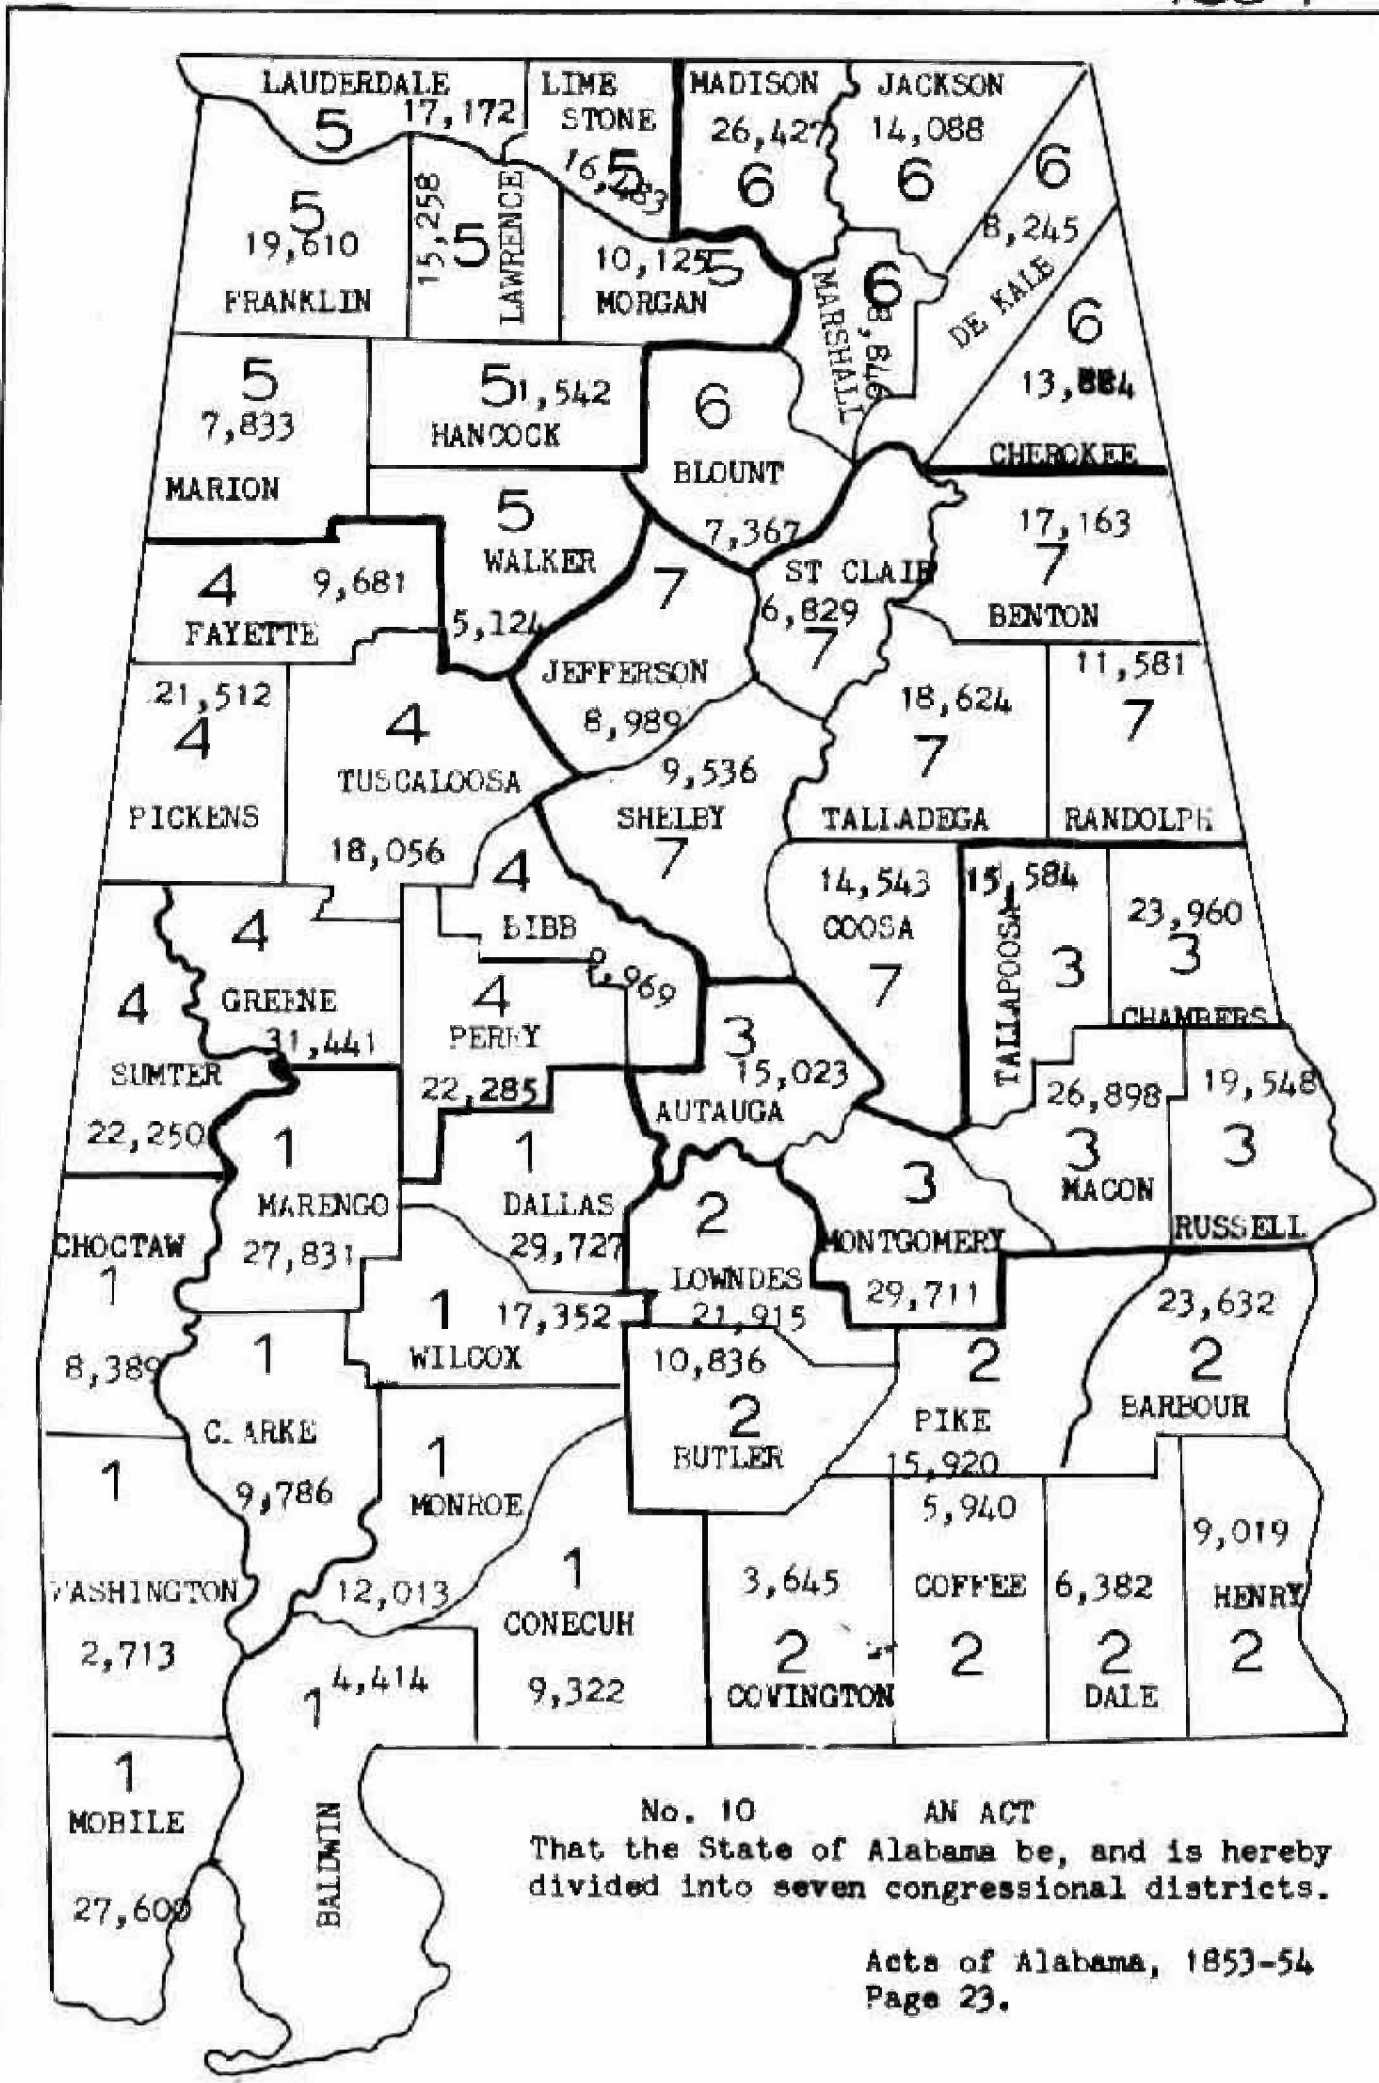 LAUDERDALE
17,172
5
LIME
STONE
5
MADISON
26,427
6
JACKSON
14,088
6
6
8,245
DE KALE
5
19,610
FRANKLIN
15,258
5
LAWRENCE
10,125
5
MORGAN
MARSHALL
6
6
CHEROKEE
5
7,833
MARION
5
1,542
HANCOCK
6
BLOUNT
7,367
5
WALKER
5,124
4
9,681
FAYETTE
7
JEFFERSON
8,989
ST CLAIR
6,829
7
17,163
7
BENTON
21,512
4
PICKENS
4
TUSCALOOSA
18,056
9,536
SHELBY
7
18,624
7
TALLADEGA
11,581
7
RANDOLPH
4
BIBB
14,543
COOSA
7
15,584
TALLAPOOSA
3
23,960
3
CHAMBERS
4
SUMTER
22,250
4
GREENE
31,441
4
PERRY
22,285
3
15,023
AUTAUGA
26,898
3
MACON
19,548
3
RUSSELL
CHOCTAW
1
8,389
1
MARENGO
27,831
1
DALLAS
29,727
2
LOWNDES
21,915
3
MONTGOMERY
29,711
1
17,352
WILCOX
10,836
2
BUTLER
2
PIKE
15,920
23,632
2
BARBOUR
1
CLARKE
9,786
1
MONROE
12,013
1
WASHINGTON
2,713
1
CONECUH
9,322
3,645
2
COVINGTON
5,940
COFFEE
2
6,382
2
DALE
9,019
HENRY
2
1
4,414
BALDWIN
1
MOBILE
No. 10 AN ACT
That the State of Alabama be, and is hereby
divided into seven congressional districts.
Acts of Alabama, 1853-54
Page 23.